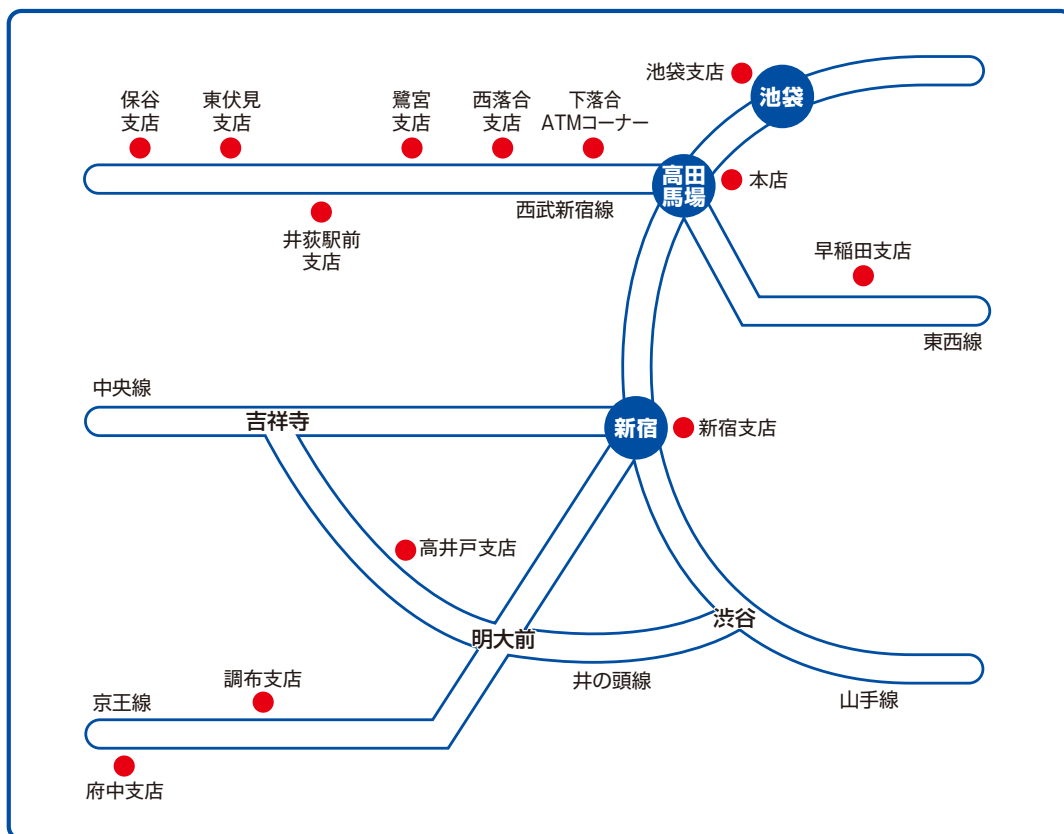 池袋支店
池袋
保谷
支店
東伏見
支店
鷺宮
支店
西落合
支店
下落合
ATMコーナー
高田
馬場
本店
西武新宿線
井荻駅前
支店
早稲田支店
東西線
中央線
吉祥寺
新宿
新宿支店
高井戸支店
明大前
渋谷
井の頭線
山手線
調布支店
京王線
府中支店